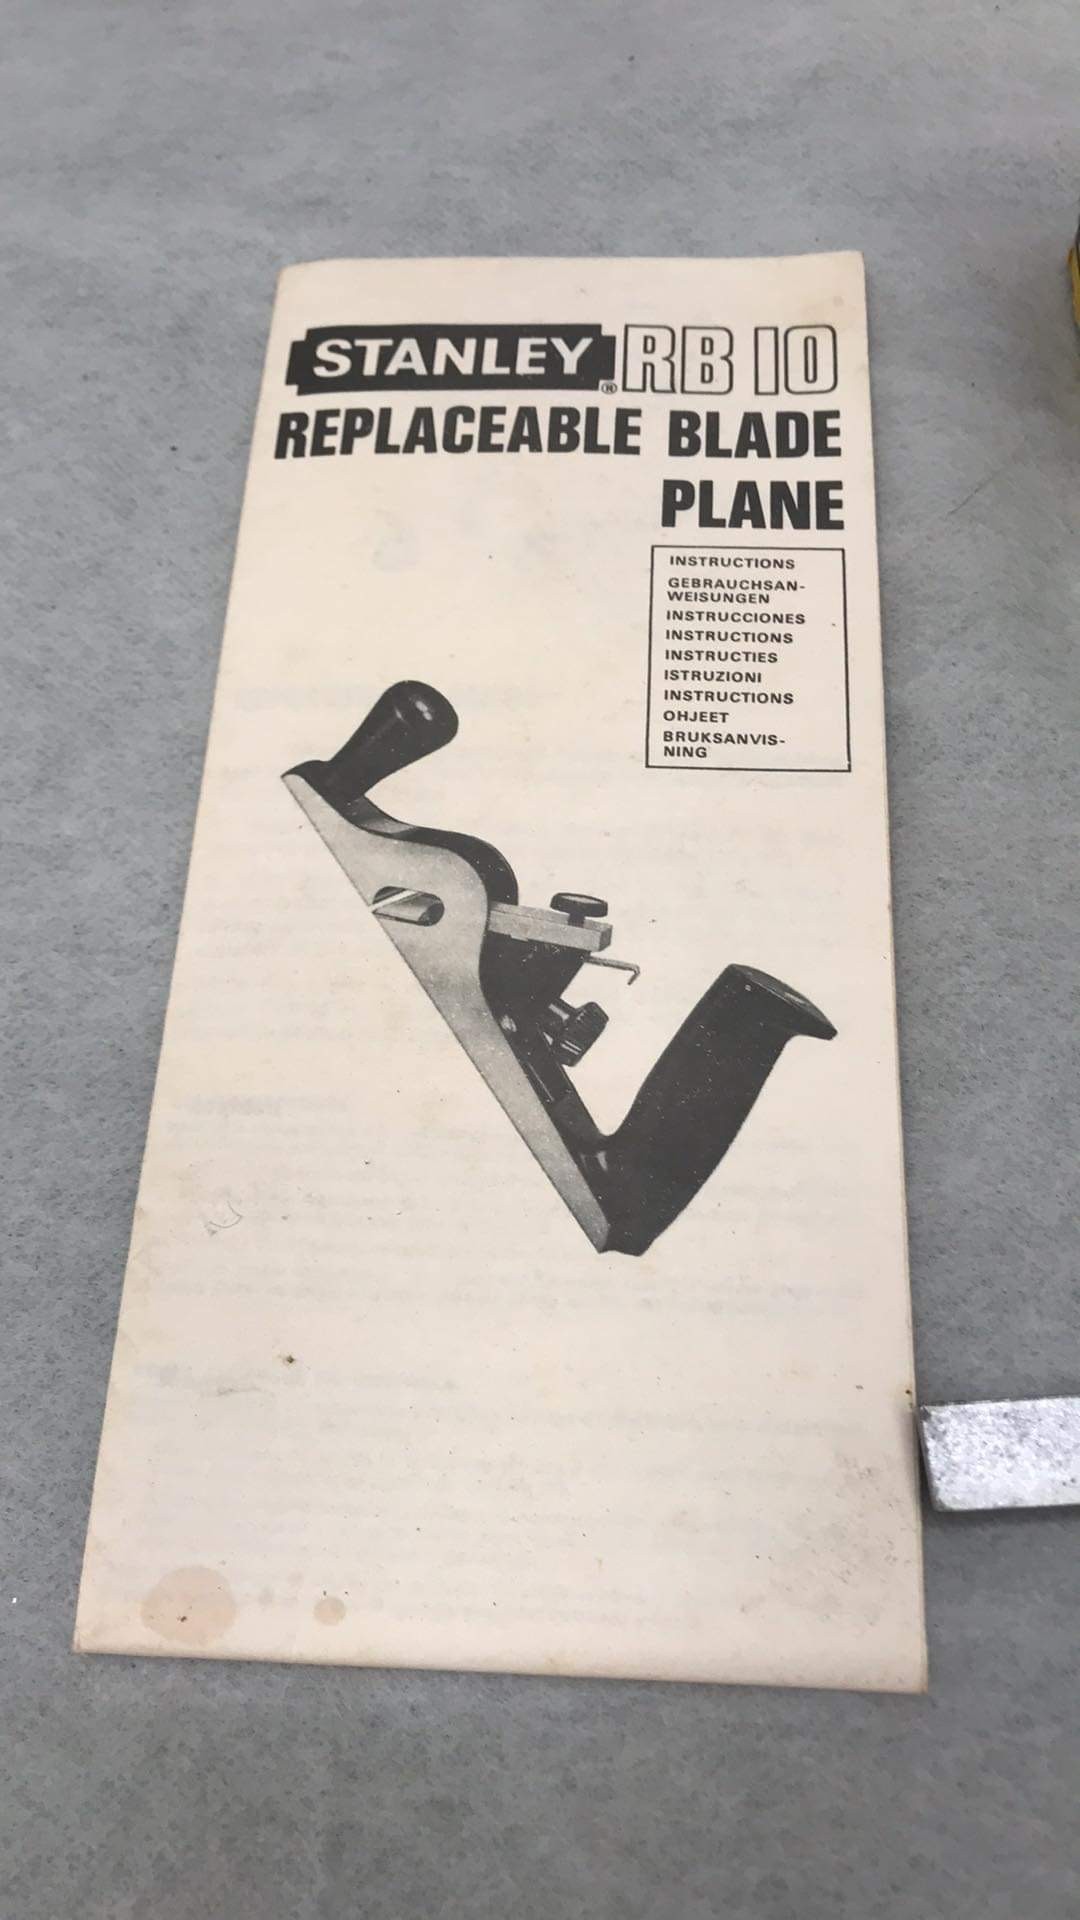 STANLEY® RB 10
REPLACEABLE BLADE
PLANE
INSTRUCTIONS
GEBRAUCHSAN-
WEISUNGEN
INSTRUCCIONES
INSTRUCTIONS
INSTRUCTIES
ISTRUZIONI
INSTRUCTIONS
OHJEET
BRUKSANVIS-
NING